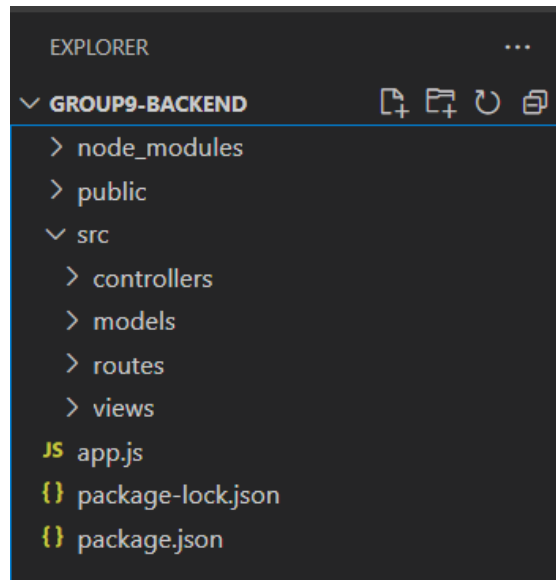 EXPLORER
GROUP9-BACKEND
node_modules
public
src
controllers
models
routes
views
JS app.js
{} package-lock.json
{} package.json